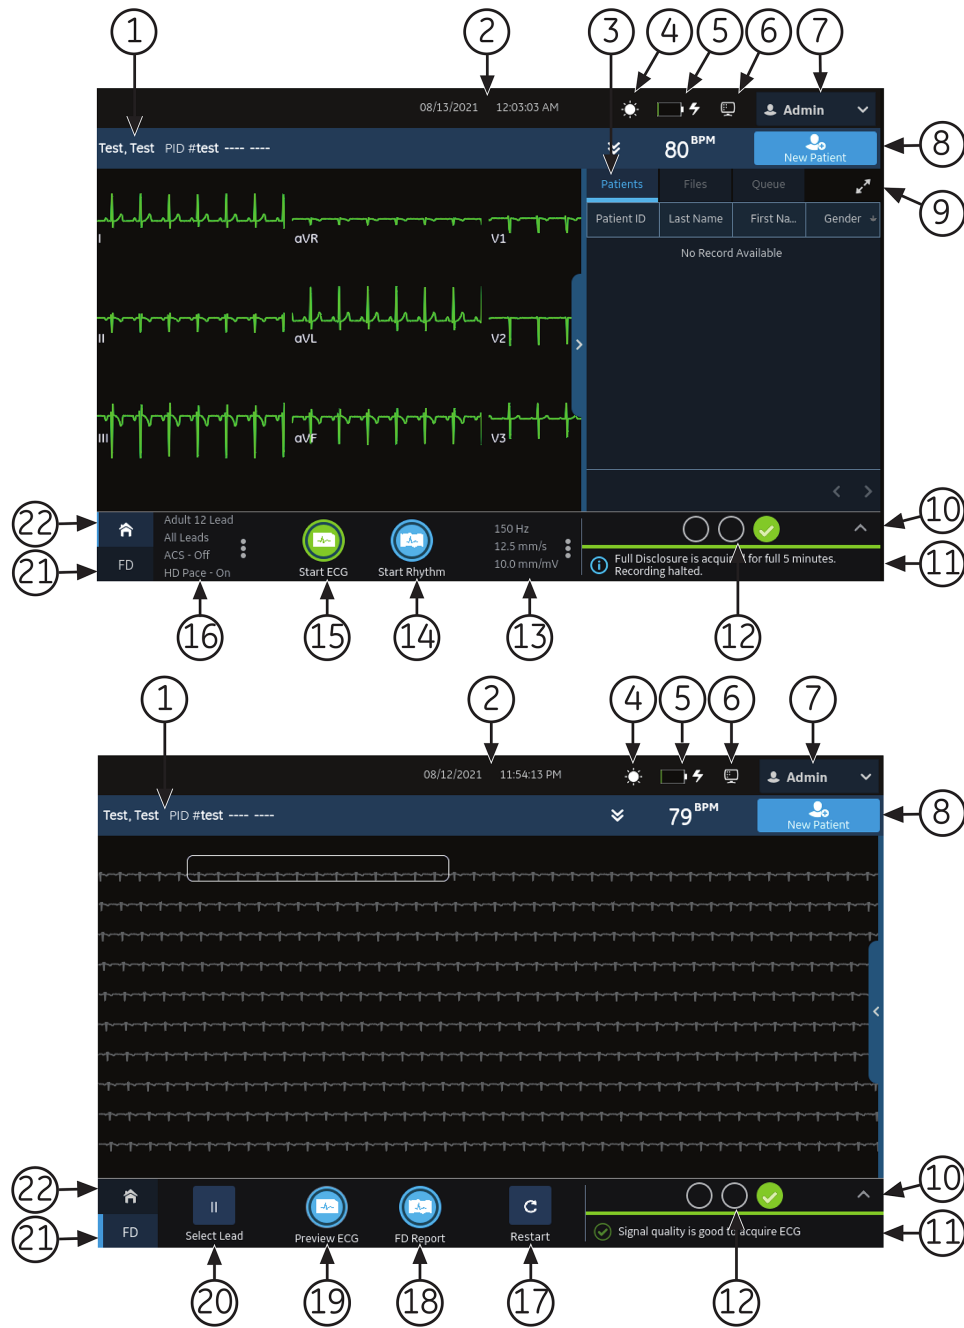 1 2 3 4 5 6 7
08/13/2021 12:03:03 AM Admin
Test, Test PID #test ---- ---- 80 BPM New Patient
8
Patients Files Queue
9
Patient ID Last Name First Na... Gender
No Record Available
I aVR V1
II aVL V2
III aVF V3
22
21
FD
Adult 12 Lead
All Leads
ACS - Off
HD Pace - On
Start ECG
Start Rhythm
150 Hz
12.5 mm/s
10.0 mm/mV
10
Full Disclosure is acquired for full 5 minutes.
Recording halted.
11
16 15 14 13 12
1 2 4 5 6 7
08/12/2021 11:54:13 PM Admin
Test, Test PID #test ---- ---- 79 BPM New Patient
8
22
21
FD
II
Select Lead
Preview ECG
FD Report
Restart
10
Signal quality is good to acquire ECG
11
20 19 18 17 12